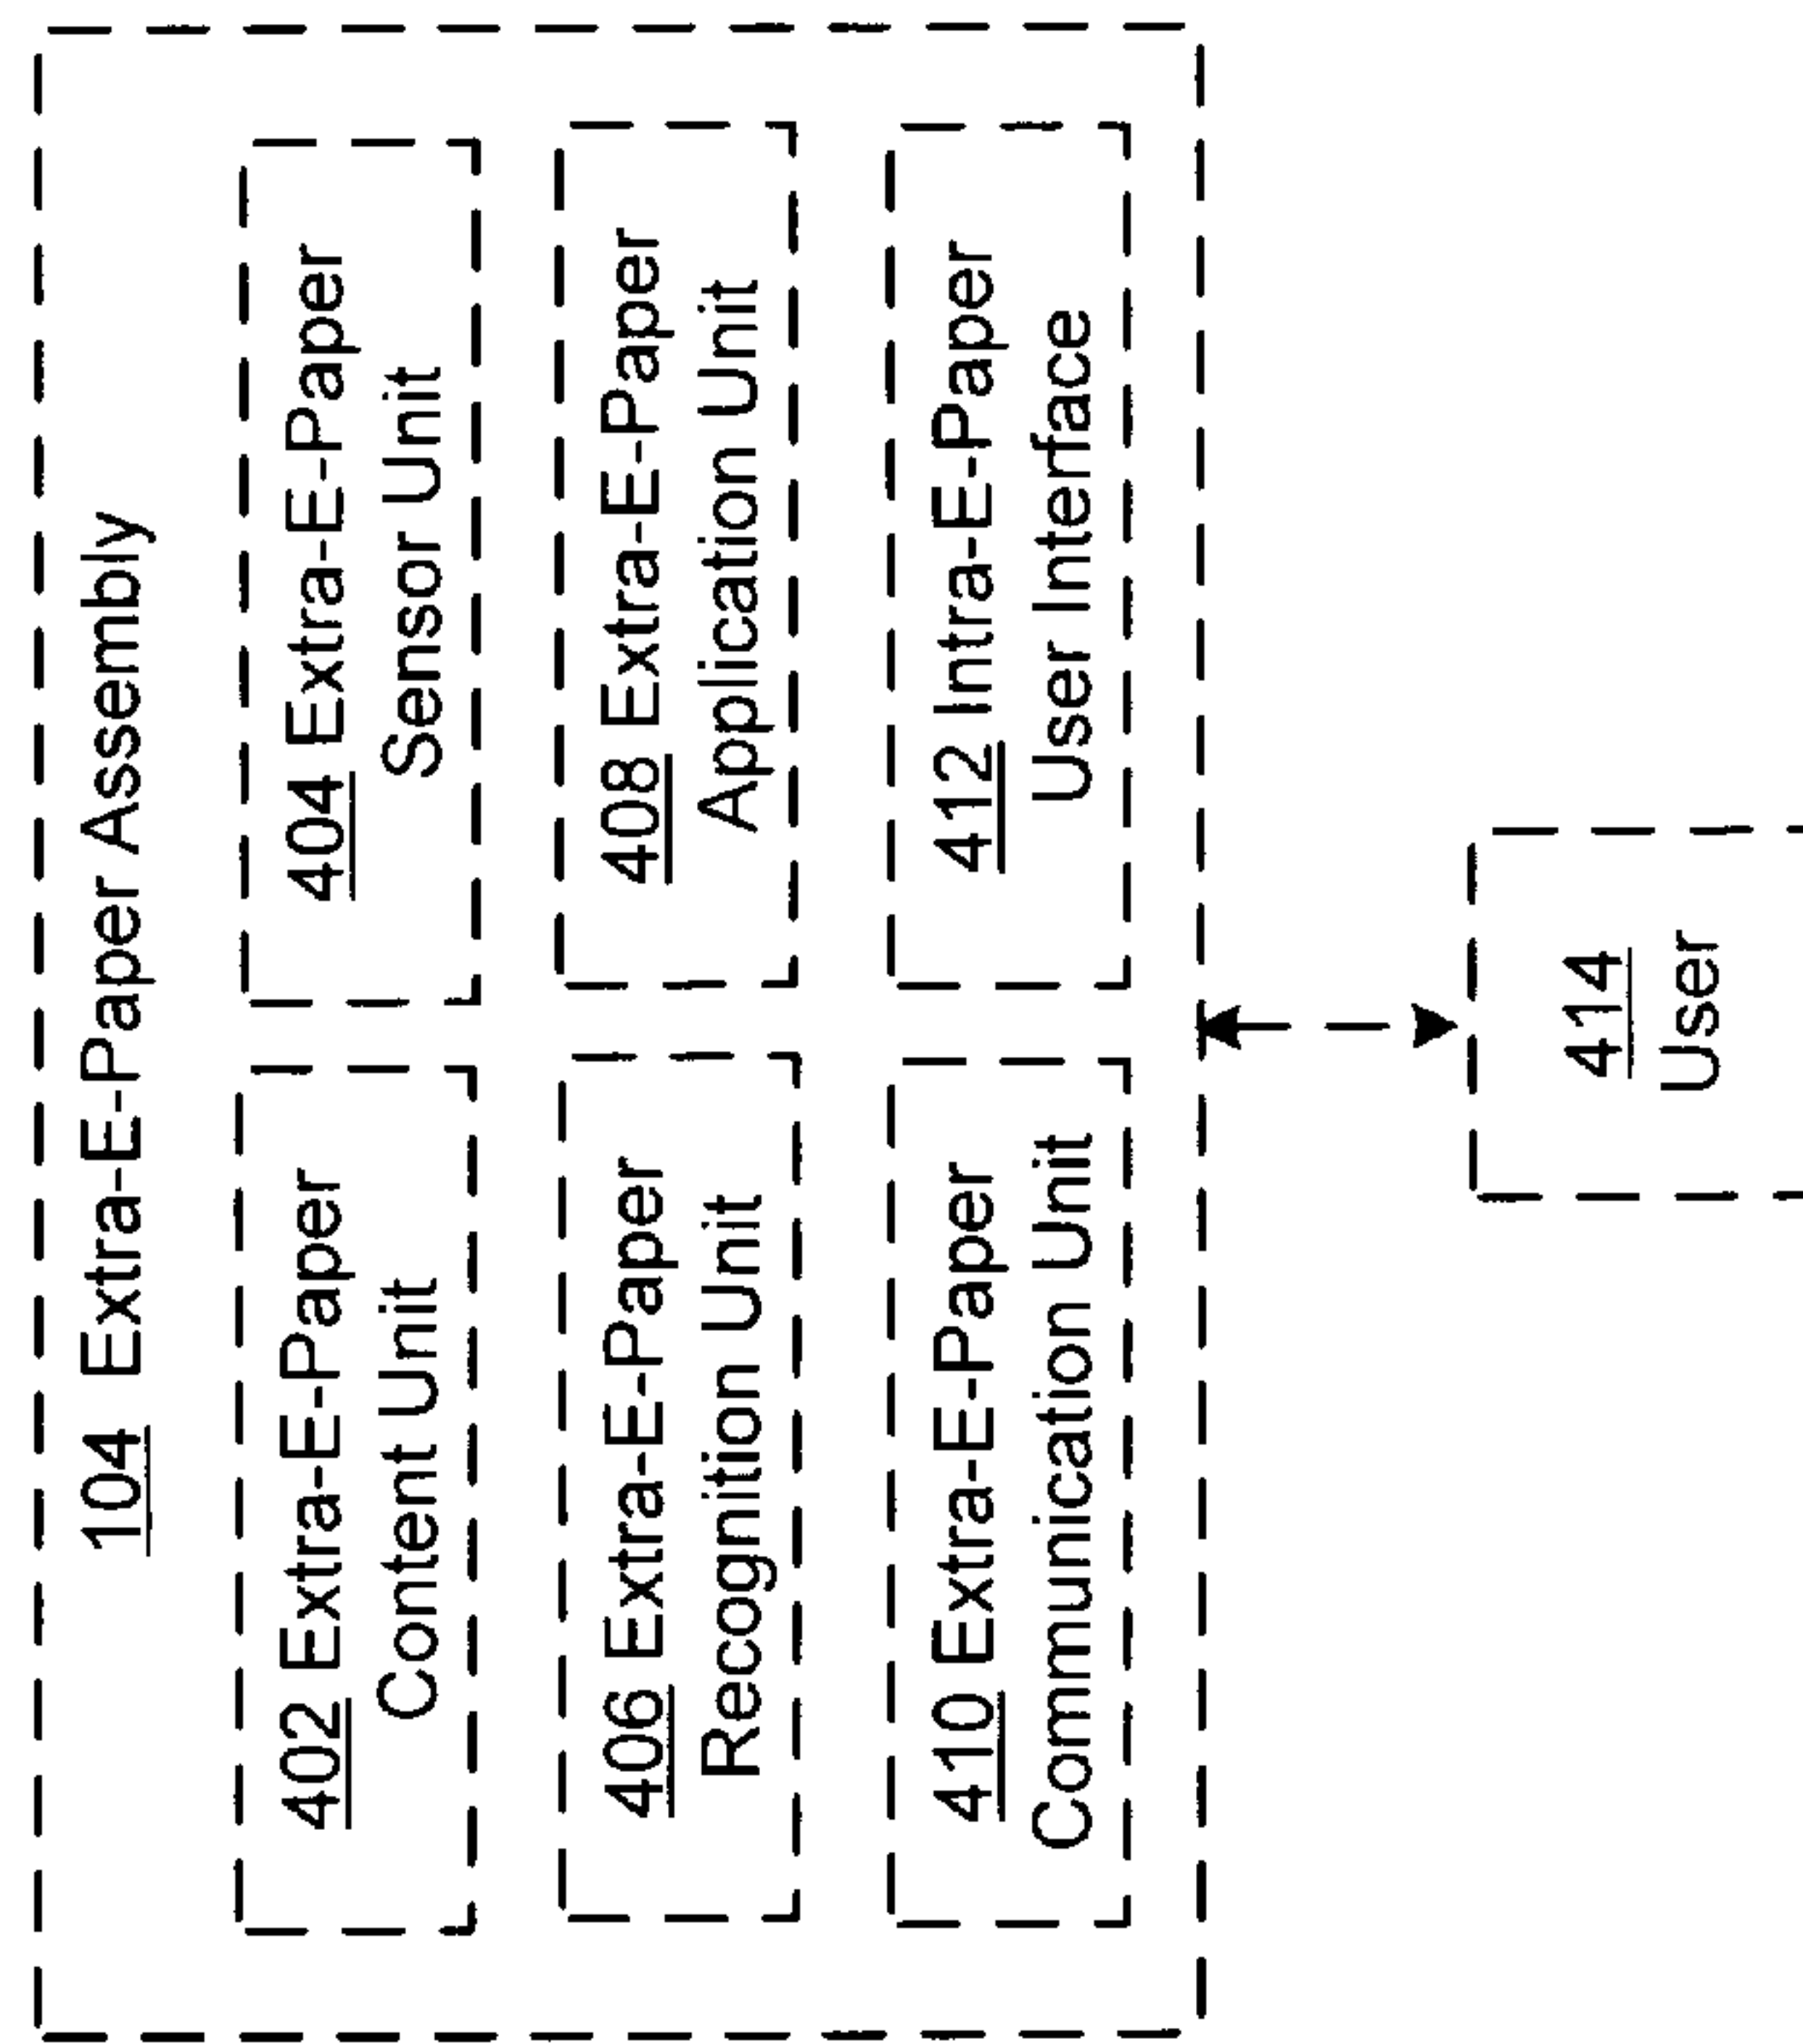 104 Extra-E-Paper Assembly
402 Extra-E-Paper
Content Unit
404 Extra-E-Paper
Sensor Unit
406 Extra-E-Paper
Recognition Unit
408 Extra-E-Paper
Application Unit
410 Extra-E-Paper
Communication Unit
412 Intra-E-Paper
User Interface
414
User